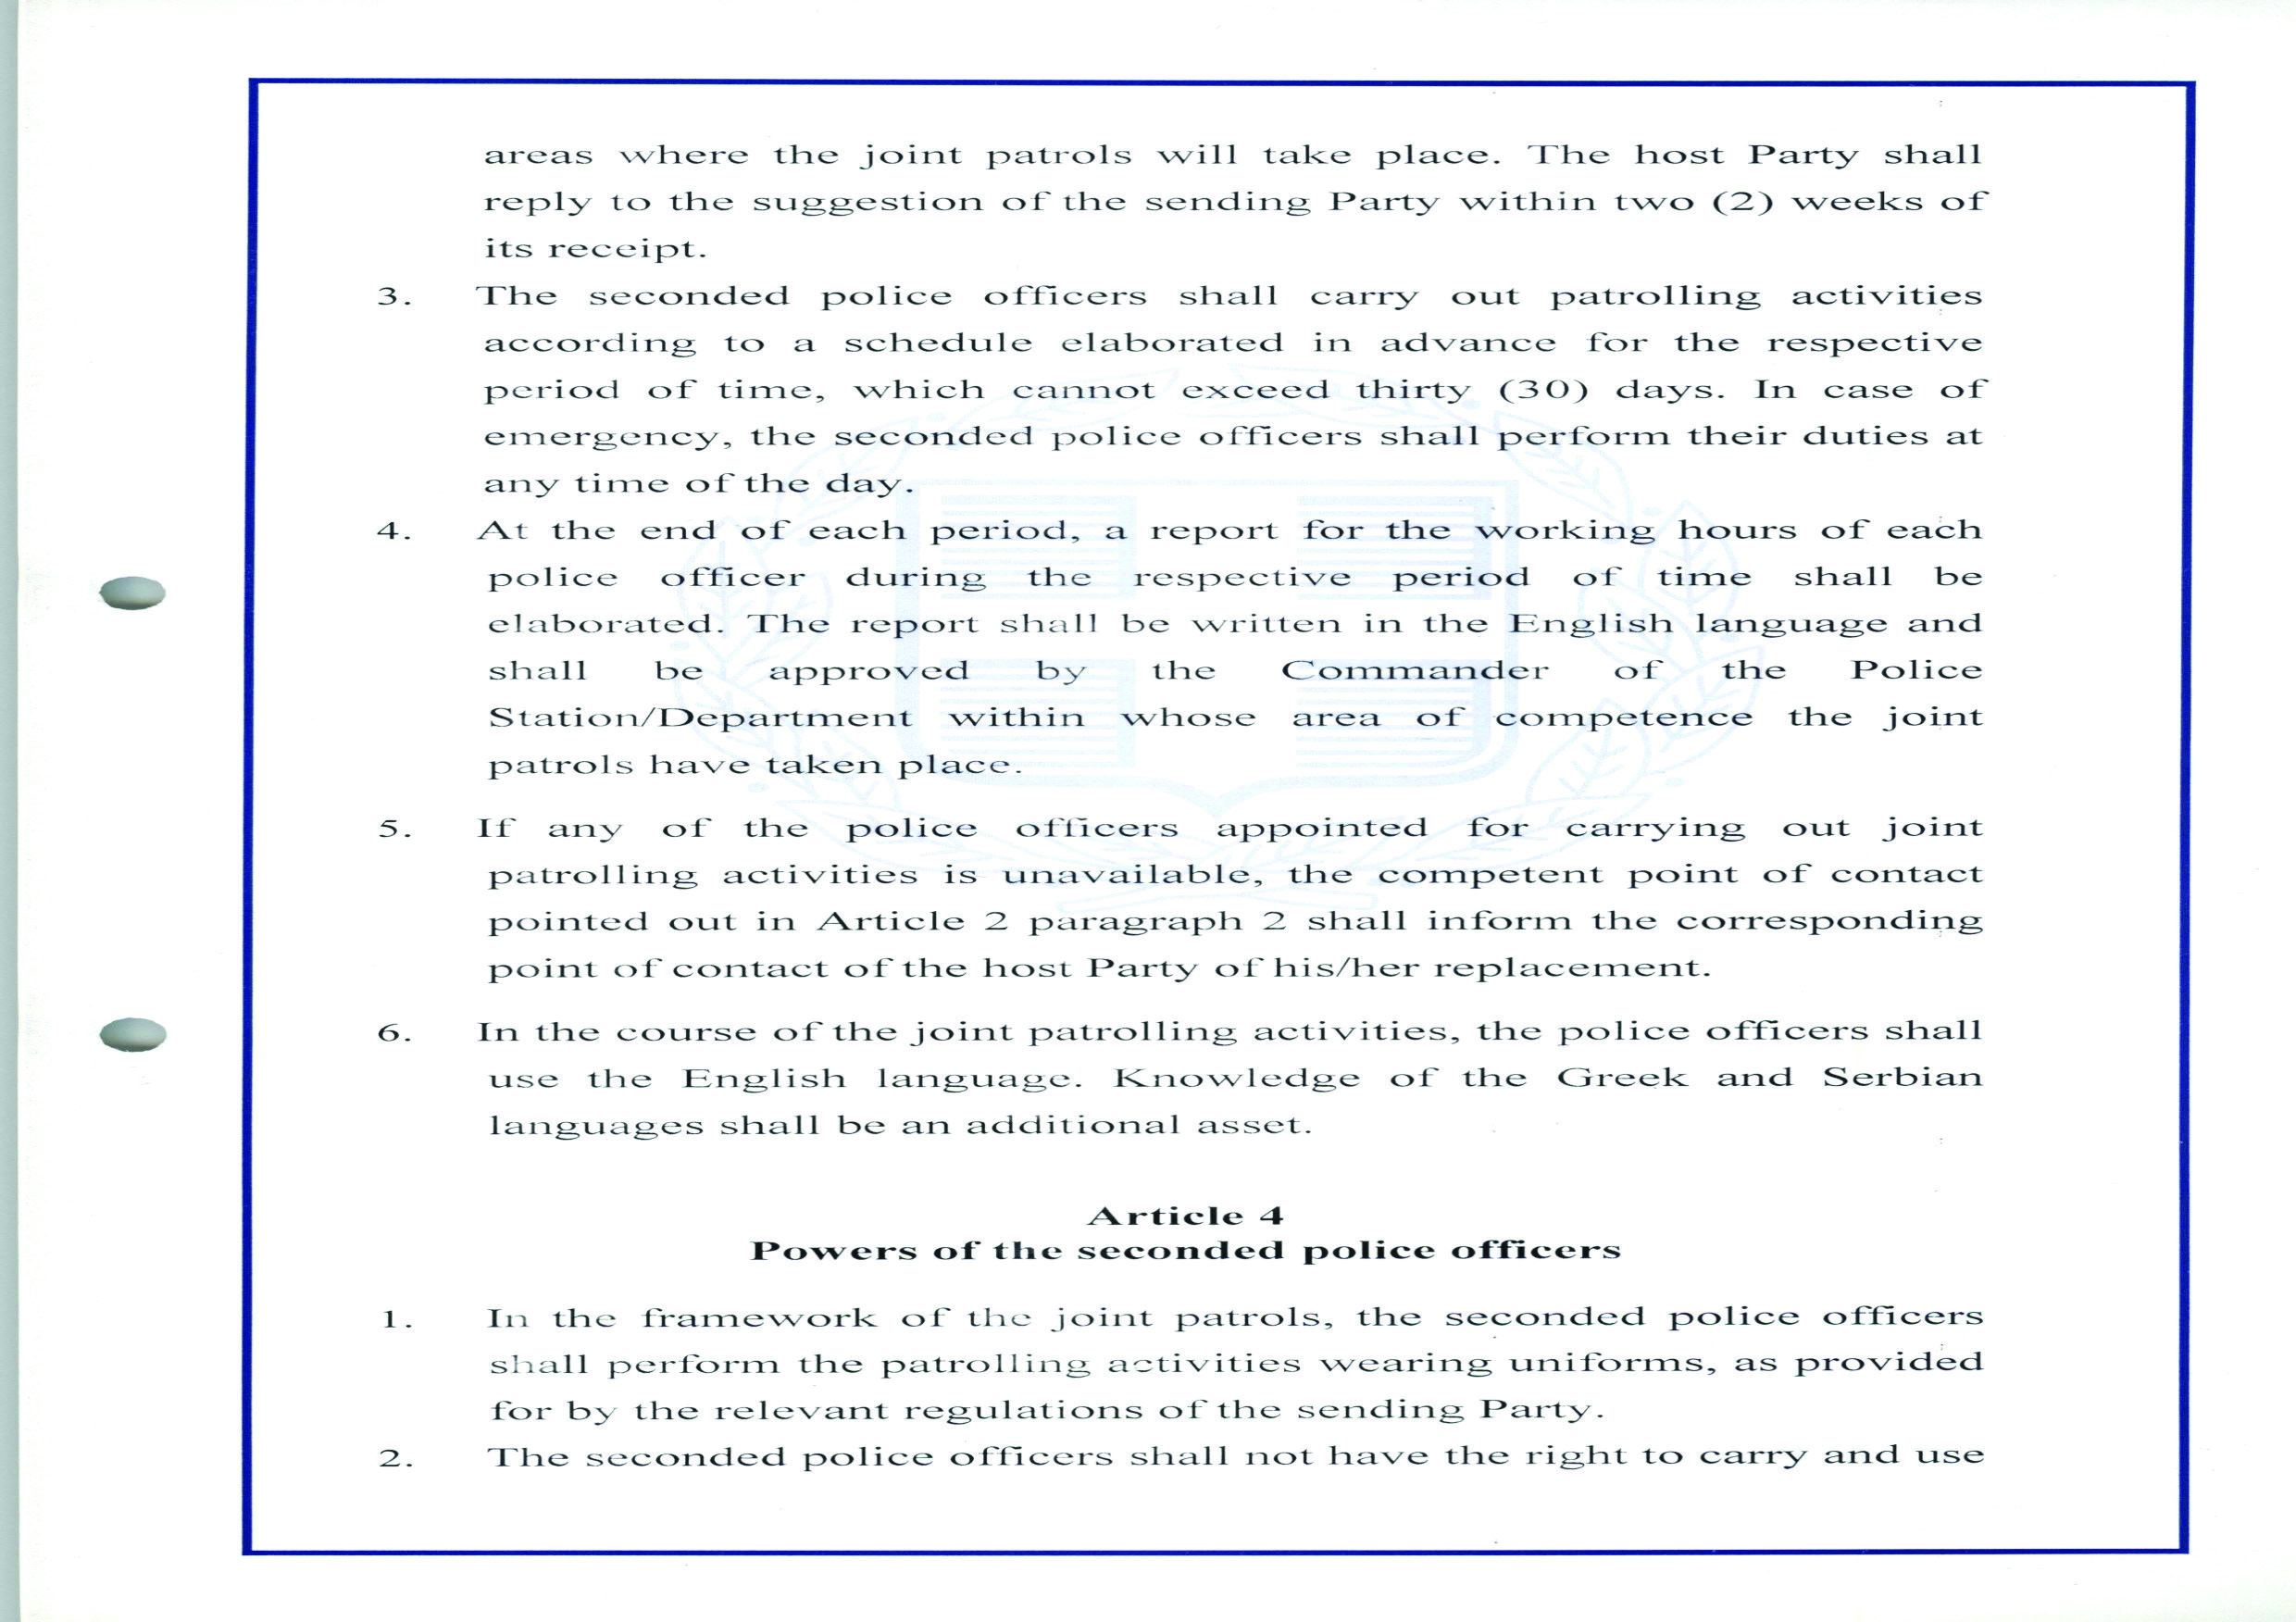 areas where the joint patrols will take place. The host Party shall
reply to the suggestion of the sending Party within two (2) weeks of
its receipt.
3. The seconded police officers shall carry out patrolling activities
according to a schedule elaborated in advance for the respective
period of time, which cannot exceed thirty (30) days. In case of
emergency, the seconded police officers shall perform their duties at
any time of the day.
4. At the end of each period, a report for the working hours of each
police officer during the respective period of time shall be
elaborated. The report shall be written in the English language and
shall be approved by the Commander of the Police
Station/Department within whose area of competence the joint
patrols have taken place.
5. If any of the police officers appointed for carrying out joint
patrolling activities is unavailable, the competent point of contact
pointed out in Article 2 paragraph 2 shall inform the corresponding
point of contact of the host Party of his/her replacement.
6. In the course of the joint patrolling activities, the police officers shall
use the English language. Knowledge of the Greek and Serbian
languages shall be an additional asset.
Article 4
Powers of the seconded police officers
1. In the framework of the joint patrols, the seconded police officers
shall perform the patrolling activities wearing uniforms, as provided
for by the relevant regulations of the sending Party.
2. The seconded police officers shall not have the right to carry and use